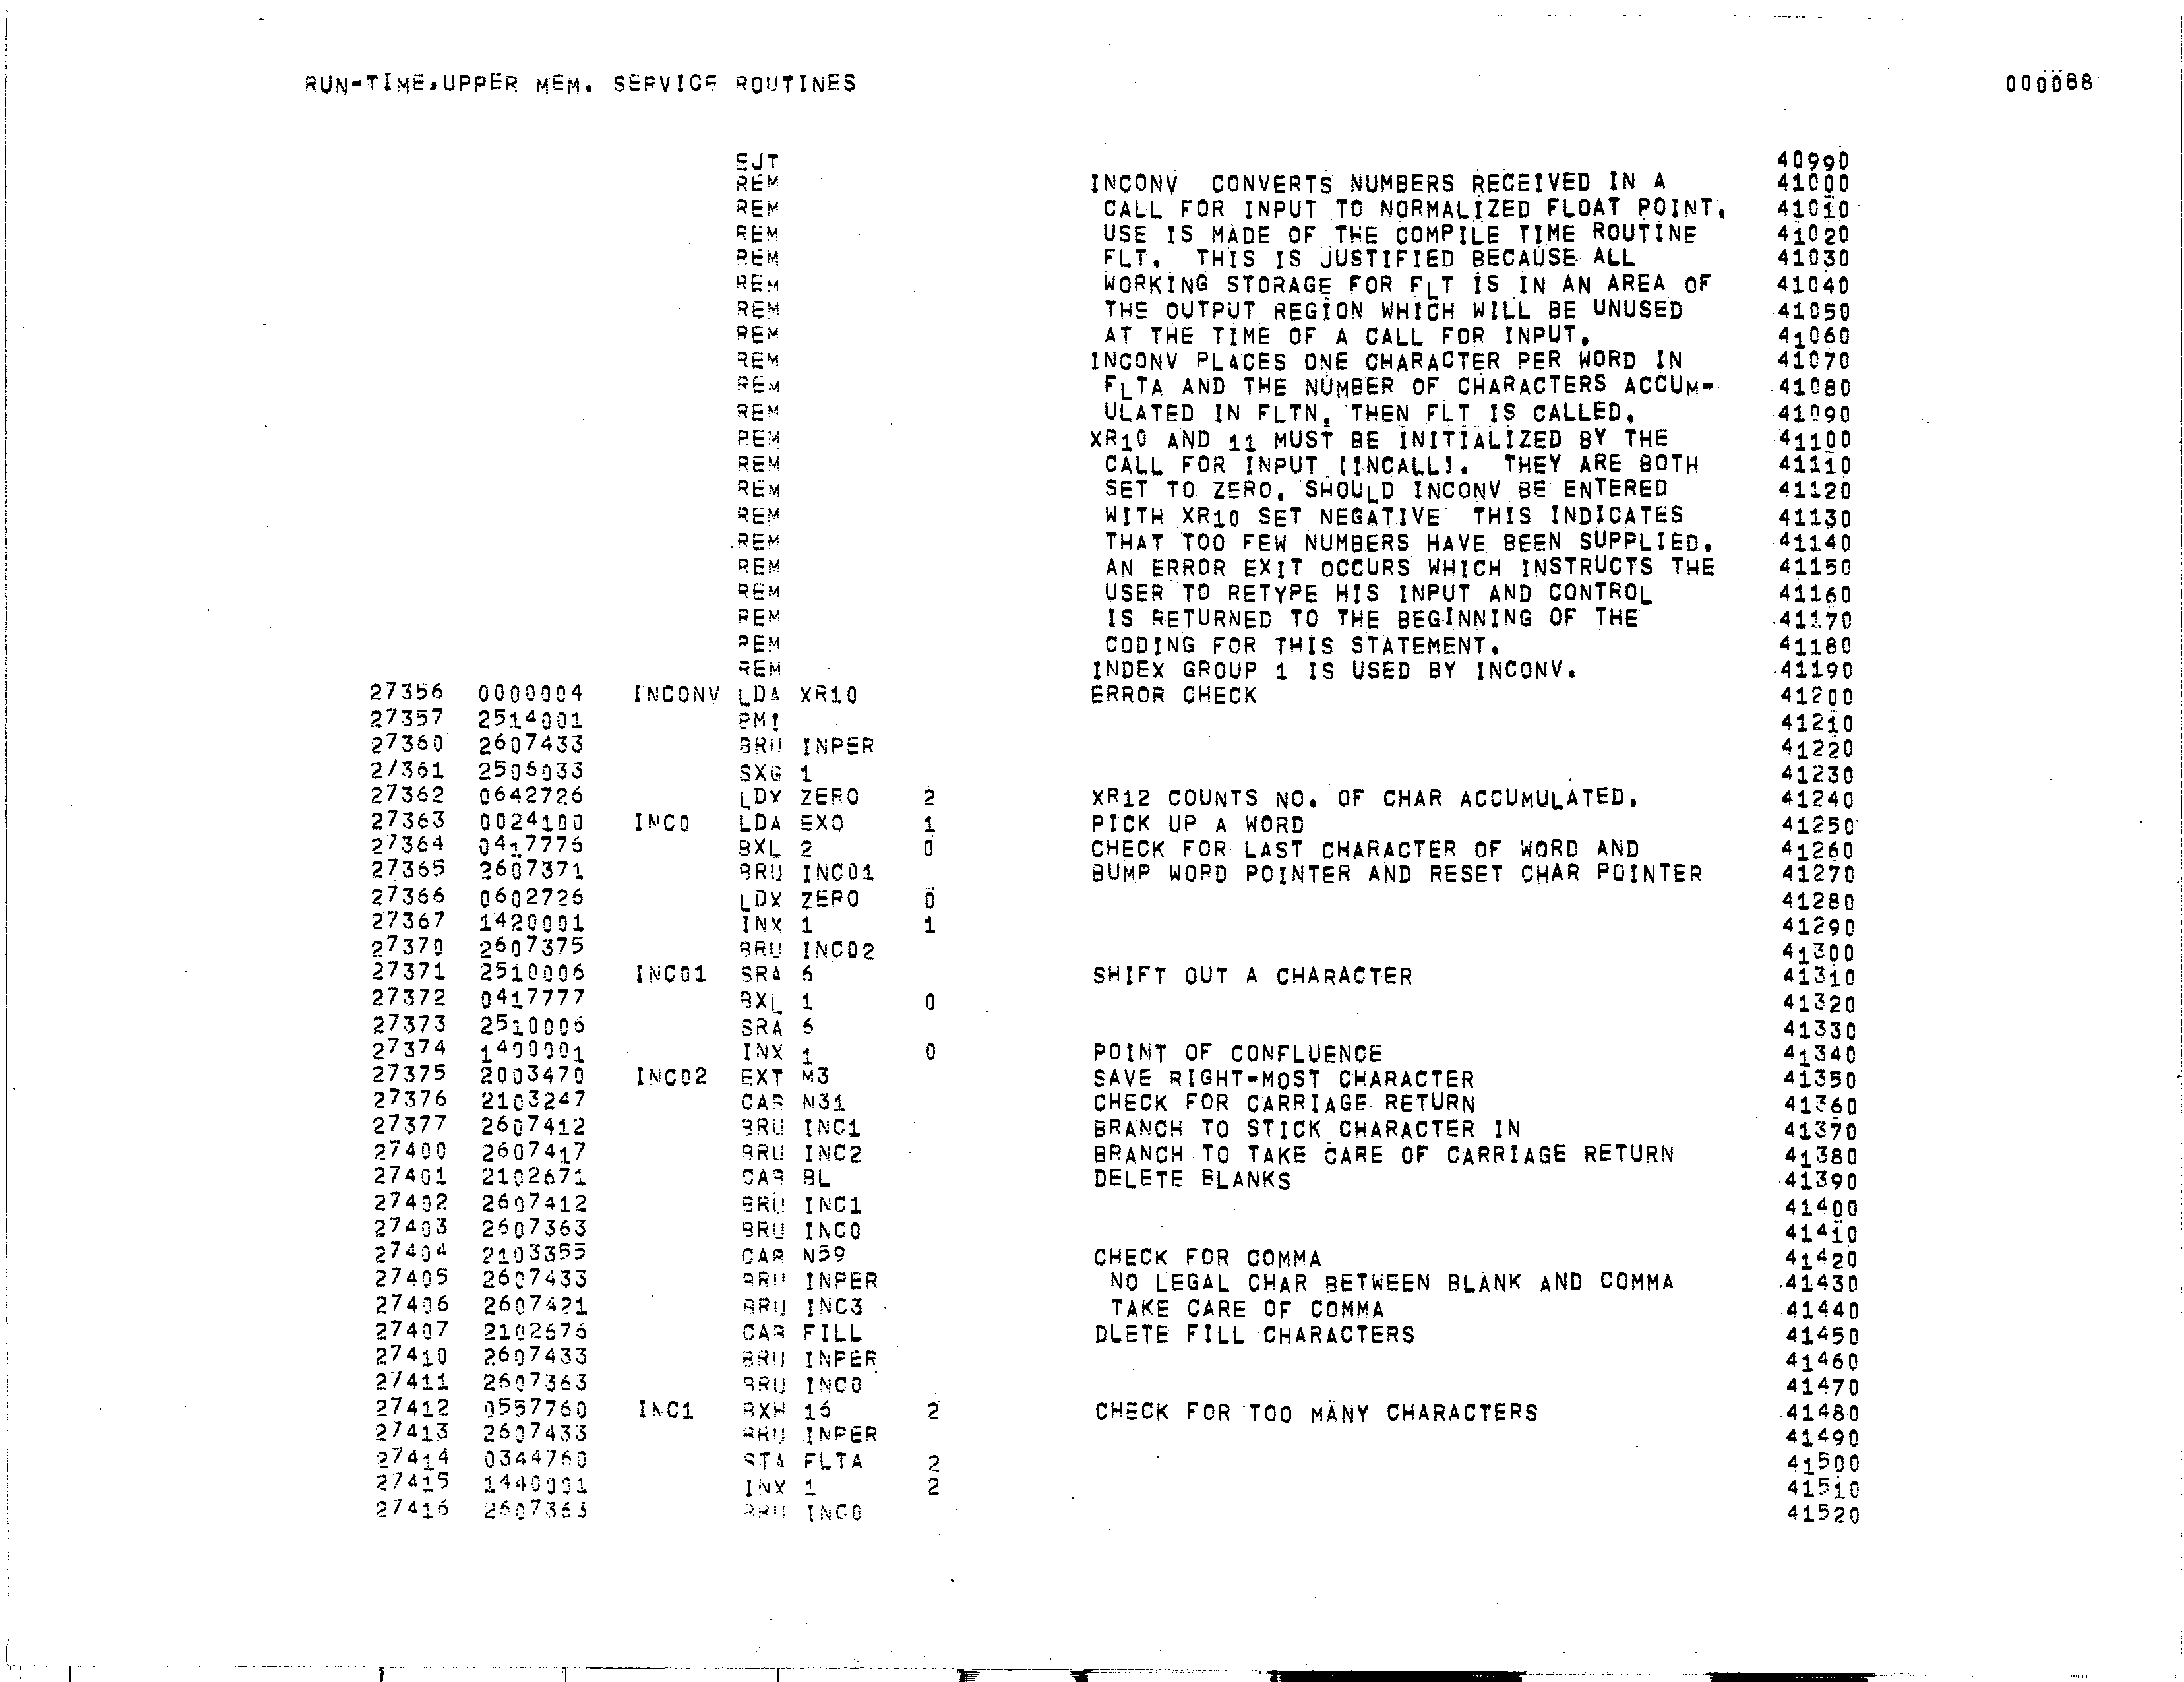 RUN-TIME,UPPER MEM. SERVICE ROUTINES 000088
EJT 40990
REM INCONV CONVERTS NUMBERS RECEIVED IN A 41000
REM CALL FOR INPUT TO NORMALIZED FLOAT POINT. 41010
REM USE IS MADE OF THE COMPILE TIME ROUTINE 41020
REM FLT. THIS IS JUSTIFIED BECAUSE ALL 41030
REM WORKING STORAGE FOR FLT IS IN AN AREA OF 41040
REM THE OUTPUT REGION WHICH WILL BE UNUSED 41050
REM AT THE TIME OF A CALL FOR INPUT. 41060
REM INCONV PLACES ONE CHARACTER PER WORD IN 41070
REM FLTA AND THE NUMBER OF CHARACTERS ACCUM- 41080
REM ULATED IN FLTN. THEN FLT IS CALLED. 41090
REM XR10 AND 11 MUST BE INITIALIZED BY THE 41100
REM CALL FOR INPUT [INCALL]. THEY ARE BOTH 41110
REM SET TO ZERO. SHOULD INCONV BE ENTERED 41120
REM WITH XR10 SET NEGATIVE THIS INDICATES 41130
REM THAT TOO FEW NUMBERS HAVE BEEN SUPPLIED. 41140
REM AN ERROR EXIT OCCURS WHICH INSTRUCTS THE 41150
REM USER TO RETYPE HIS INPUT AND CONTROL 41160
REM IS RETURNED TO THE BEGINNING OF THE 41170
REM CODING FOR THIS STATEMENT. 41180
REM INDEX GROUP 1 IS USED BY INCONV. 41190
27356 0000004 INCONV LDA XR10 ERROR CHECK 41200
27357 2514001 BMI 41210
27360 2607433 BRU INPER 41220
27361 2506033 SXG 1 41230
27362 0642726 LDX ZERO 2 XR12 COUNTS NO. OF CHAR ACCUMULATED. 41240
27363 0024100 INC0 LDA EXO 1 PICK UP A WORD 41250
27364 0417776 BXL 2 0 CHECK FOR LAST CHARACTER OF WORD AND 41260
27365 2607371 BRU INC01 BUMP WORD POINTER AND RESET CHAR POINTER 41270
27366 0602726 LDX ZERO 0 41280
27367 1420001 INX 1 1 41290
27370 2607375 BRU INC02 41300
27371 2510006 INC01 SRA 6 SHIFT OUT A CHARACTER 41310
27372 0417777 BXL 1 0 41320
27373 2510006 SRA 6 41330
27374 1400001 INX 1 0 POINT OF CONFLUENCE 41340
27375 2003470 INC02 EXT M3 SAVE RIGHT-MOST CHARACTER 41350
27376 2103247 CAB N31 CHECK FOR CARRIAGE RETURN 41360
27377 2607412 BRU INC1 BRANCH TO STICK CHARACTER IN 41370
27400 2607417 BRU INC2 BRANCH TO TAKE CARE OF CARRIAGE RETURN 41380
27401 2102671 CAB BL DELETE BLANKS 41390
27402 2607412 BRU INC1 41400
27403 2607363 BRU INC0 41410
27404 2103355 CAB N59 CHECK FOR COMMA 41420
27405 2607433 BRU INPER NO LEGAL CHAR BETWEEN BLANK AND COMMA 41430
27406 2607421 BRU INC3 TAKE CARE OF COMMA 41440
27407 2102676 CAB FILL DLETE FILL CHARACTERS 41450
27410 2607433 BRU INPER 41460
27411 2607363 BRU INC0 41470
27412 0557760 INC1 BXH 16 2 CHECK FOR TOO MANY CHARACTERS 41480
27413 2607433 BRU INPER 41490
27414 0344760 STA FLTA 2 41500
27415 1440001 INX 1 2 41510
27416 2607363 BRU INC0 41520